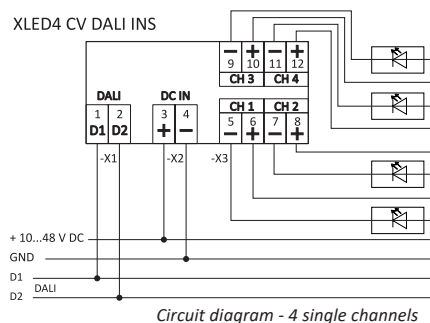 XLED4 CV DALI INS
− + − +
9 10 11 12
CH 3 CH 4
DALI DC IN
CH 1 CH 2
1 2 3 4
D1 D2 + −
5 6 7 8
− + − +
-X1 -X2 -X3
+ 10...48 V DC
GND
D1
DALI
D2
Circuit diagram - 4 single channels